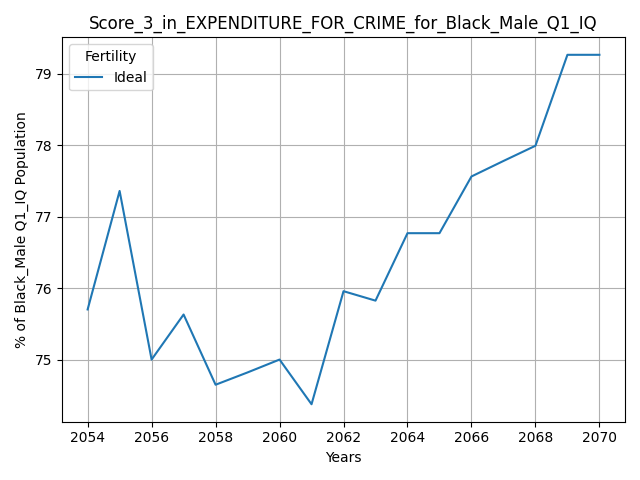 Score_3_in_EXPENDITURE_FOR_CRIME_for_Black_Male_Q1_IQ
Fertility
Ideal
% of Black_Male Q1_IQ Population
79
78
77
76
75
2054 2056 2058 2060 2062 2064 2066 2068 2070
Years